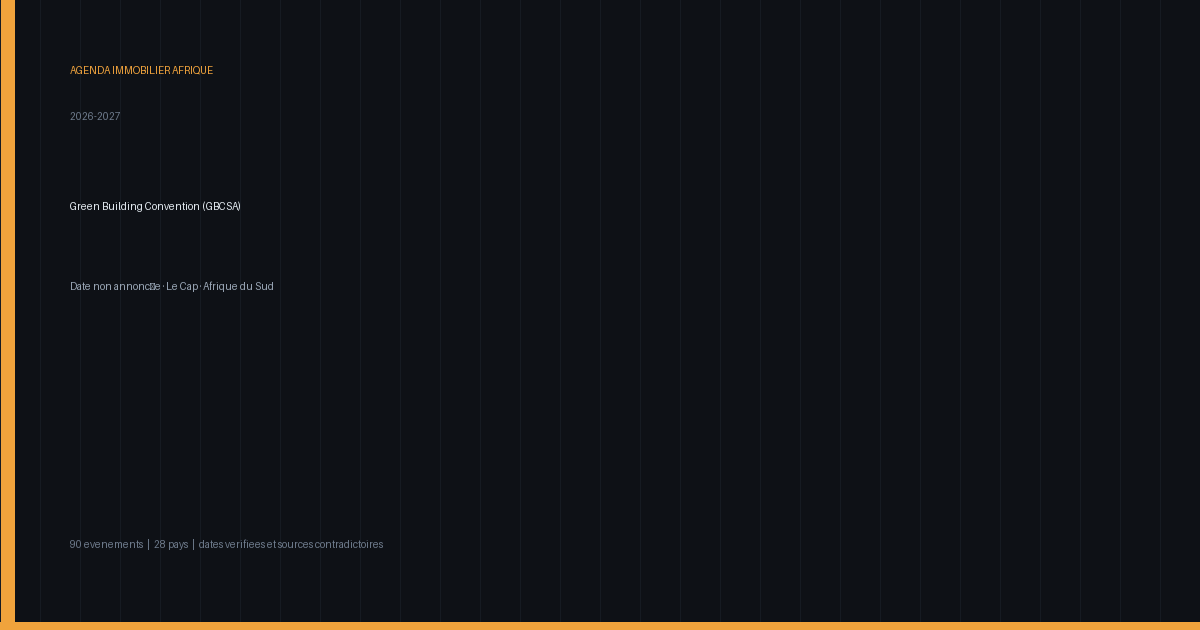 AGENDA IMMOBILIER AFRIQUE
2026-2027
Green Building Convention (GBCSA)
Date non annonc▯e · Le Cap · Afrique du Sud
90 evenements | 28 pays | dates verifiees et sources contradictoires